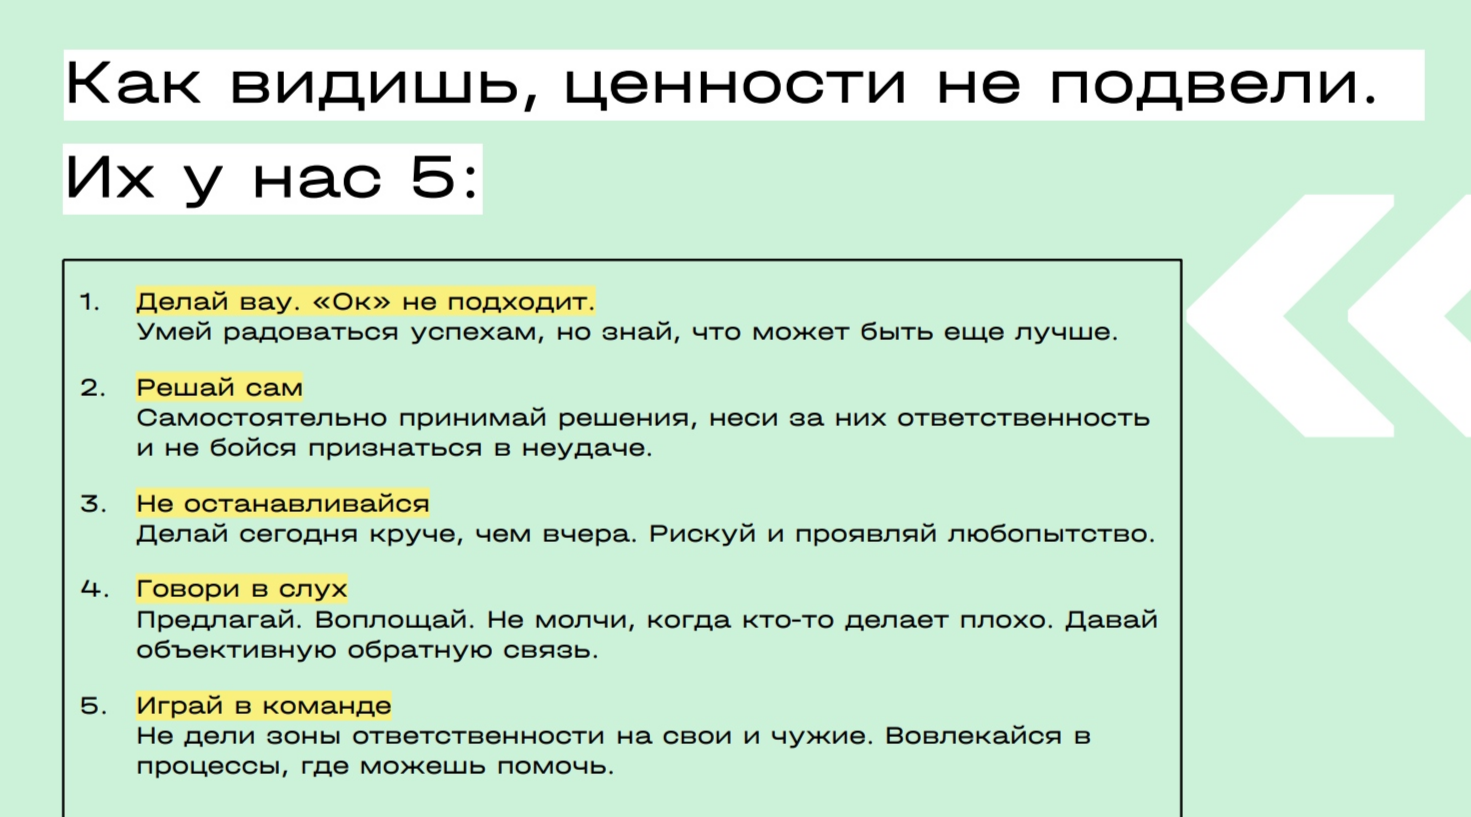 Как видишь, ценности не подвели.
Их у нас 5:
1. Делай вау. «Ок» не подходит.
Умей радоваться успехам, но знай, что может быть еще лучше.
2. Решай сам
Самостоятельно принимай решения, неси за них ответственность
и не бойся признаться в неудаче.
3. Не останавливайся
Делай сегодня круче, чем вчера. Рискуй и проявляй любопытство.
4. Говори в слух
Предлагай. Воплощай. Не молчи, когда кто-то делает плохо. Давай
объективную обратную связь.
5. Играй в команде
Не дели зоны ответственности на свои и чужие. Вовлекайся в
процессы, где можешь помочь.